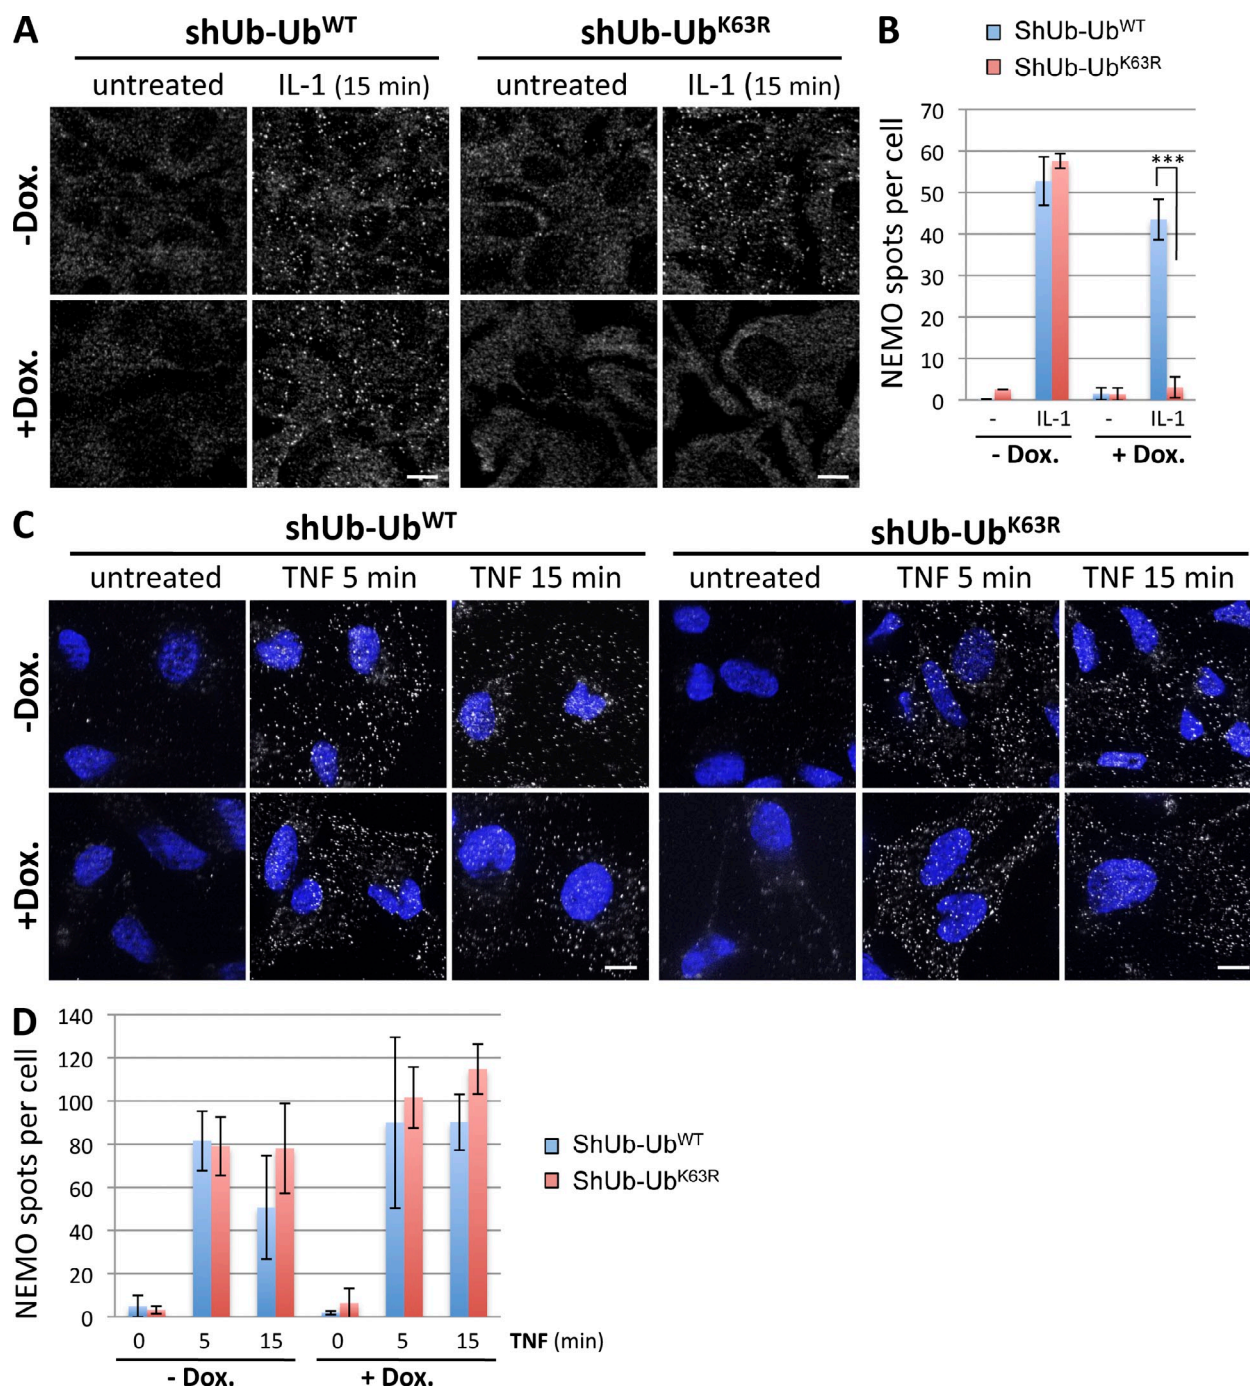 A
shUb-UbWT
shUb-UbK63R
untreated
IL-1 (15 min)
untreated
IL-1 (15 min)
-Dox.
+Dox.
B
ShUb-UbWT
ShUb-UbK63R
NEMO spots per cell
70
60
50
40
30
20
10
0
***
-
IL-1
-
IL-1
- Dox.
+ Dox.
C
shUb-UbWT
shUb-UbK63R
untreated
TNF 5 min
TNF 15 min
untreated
TNF 5 min
TNF 15 min
-Dox.
+Dox.
D
NEMO spots per cell
140
120
100
80
60
40
20
0
ShUb-UbWT
ShUb-UbK63R
0 5 15 0 5 15 TNF (min)
- Dox.
+ Dox.